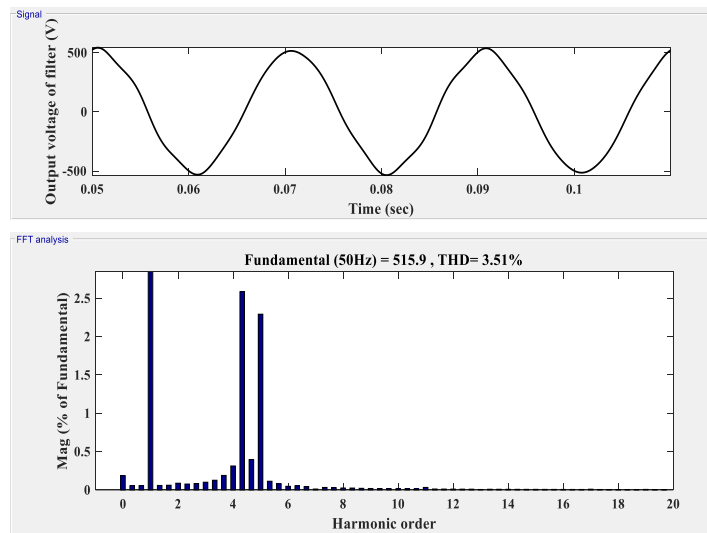 Signal
Output voltage of filter (V)
500
0
-500
0.05 0.06 0.07 0.08 0.09 0.1
Time (sec)
FFT analysis
Fundamental (50Hz) = 515.9 , THD= 3.51%
Mag (% of Fundamental)
2.5
2
1.5
1
0.5
0
0 2 4 6 8 10 12 14 16 18 20
Harmonic order